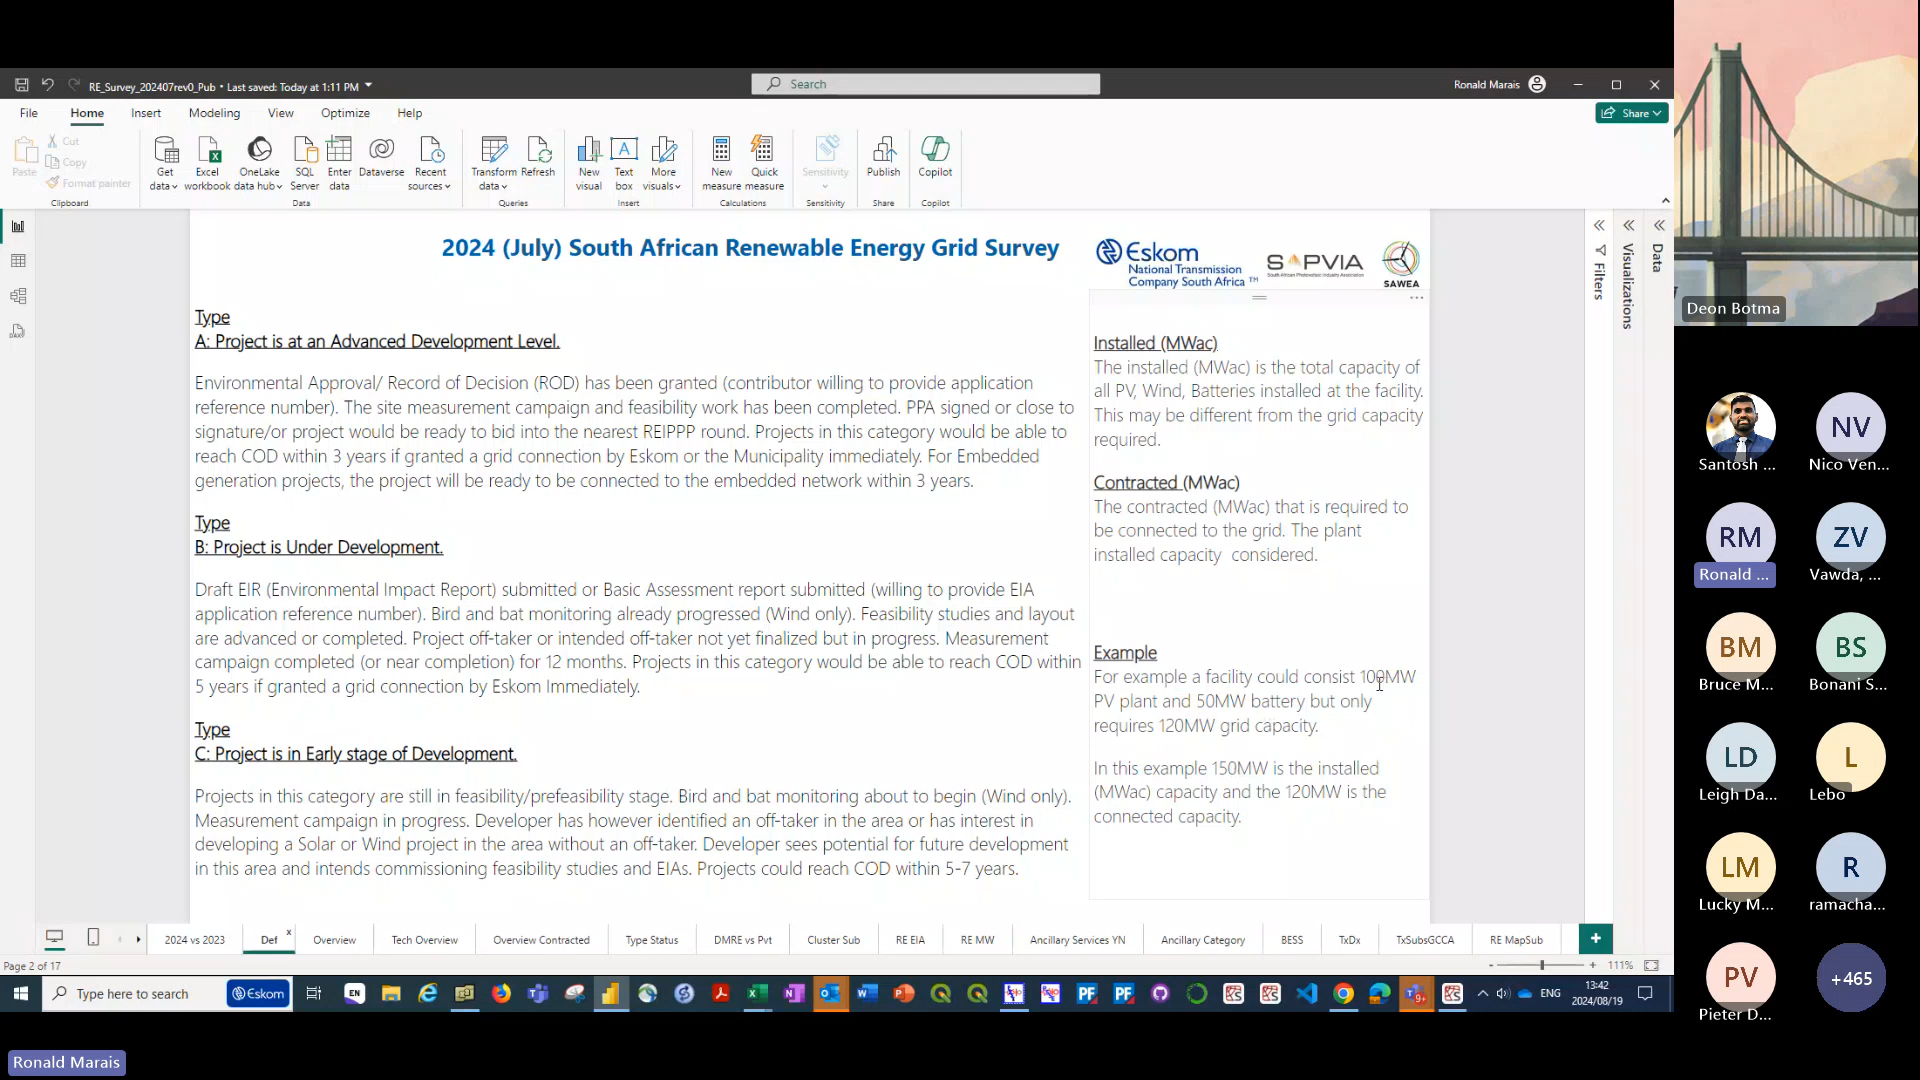 RE_Survey_202407rev0_Pub • Last saved: Today at 1:11 PM
Search
Ronald Marais
File Home Insert Modeling View Optimize Help
Share
Paste
Cut
Copy
Format painter
Clipboard
Get data
Excel workbook
OneLake data hub
SQL Server
Enter data
Dataverse
Recent sources
Data
Transform data
Refresh
Queries
New visual
Text box
More visuals
Insert
New measure
Quick measure
Calculations
Sensitivity
Sensitivity
Publish
Share
Copilot
Copilot
2024 (July) South African Renewable Energy Grid Survey
Eskom
National Transmission
Company South Africa ™
SAPVIA
South African Photovoltaic Industry Association
SAWEA
Type
A: Project is at an Advanced Development Level.
Environmental Approval/ Record of Decision (ROD) has been granted (contributor willing to provide application
reference number). The site measurement campaign and feasibility work has been completed. PPA signed or close to
signature/or project would be ready to bid into the nearest REIPPP round. Projects in this category would be able to
reach COD within 3 years if granted a grid connection by Eskom or the Municipality immediately. For Embedded
generation projects, the project will be ready to be connected to the embedded network within 3 years.
Type
B: Project is Under Development.
Draft EIR (Environmental Impact Report) submitted or Basic Assessment report submitted (willing to provide EIA
application reference number). Bird and bat monitoring already progressed (Wind only). Feasibility studies and layout
are advanced or completed. Project off-taker or intended off-taker not yet finalized but in progress. Measurement
campaign completed (or near completion) for 12 months. Projects in this category would be able to reach COD within
5 years if granted a grid connection by Eskom Immediately.
Type
C: Project is in Early stage of Development.
Projects in this category are still in feasibility/prefeasibility stage. Bird and bat monitoring about to begin (Wind only).
Measurement campaign in progress. Developer has however identified an off-taker in the area or has interest in
developing a Solar or Wind project in the area without an off-taker. Developer sees potential for future development
in this area and intends commissioning feasibility studies and EIAs. Projects could reach COD within 5-7 years.
Installed (MWac)
The installed (MWac) is the total capacity of
all PV, Wind, Batteries installed at the facility.
This may be different from the grid capacity
required.
Contracted (MWac)
The contracted (MWac) that is required to
be connected to the grid. The plant
installed capacity considered.
Example
For example a facility could consist 100MW
PV plant and 50MW battery but only
requires 120MW grid capacity.
In this example 150MW is the installed
(MWac) capacity and the 120MW is the
connected capacity.
Filters
Visualizations
Data
2024 vs 2023 Def Overview Tech Overview Overview Contracted Type Status DMRE vs Pvt Cluster Sub RE EIA RE MW Ancillary Services YN Ancillary Category BESS TxDx TxSubsGCCA RE MapSub
Page 2 of 17
111%
Type here to search
Eskom
EN
ENG
13:42
2024/08/19
Deon Botma
Santosh ...
NV
Nico Ven...
RM
Ronald ...
ZV
Vawda, ...
BM
Bruce M...
BS
Bonani S...
LD
Leigh Da...
L
Lebo
LM
Lucky M...
R
ramacha...
PV
Pieter D...
+465
Ronald Marais